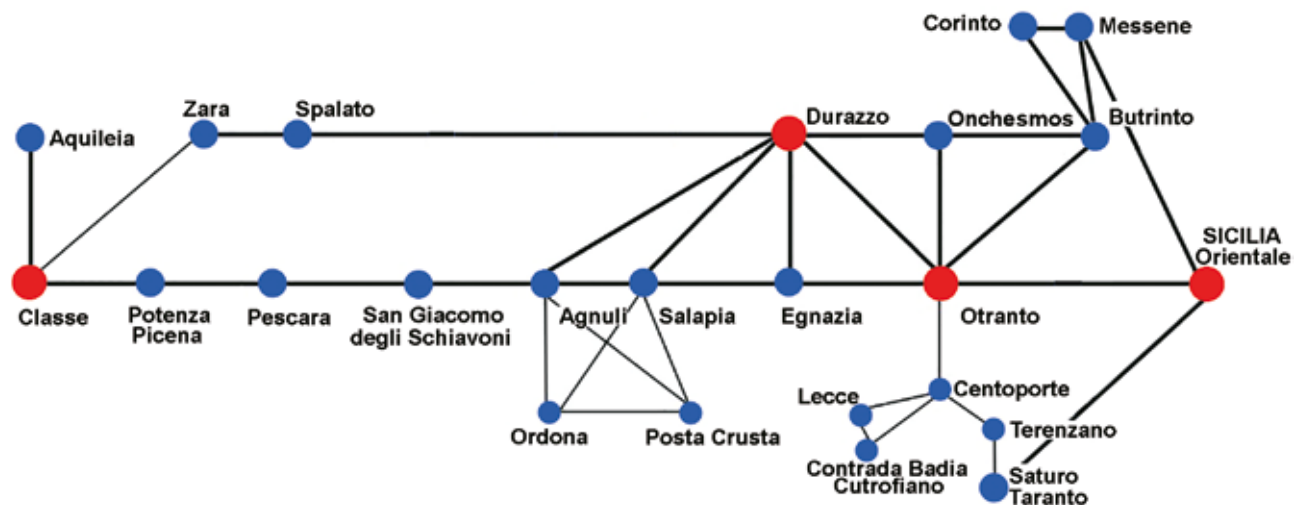 Corinto
Messene
Zara
Spalato
Aquileia
Durazzo
Onchesmos
Butrinto
SICILIA
Orientale
Classe
Potenza
Picena
Pescara
San Giacomo
degli Schiavoni
Agnuli
Salapia
Egnazia
Otranto
Lecce
Centoporte
Ordona
Posta Crusta
Terenzano
Contrada Badia
Cutrofiano
Saturo
Taranto